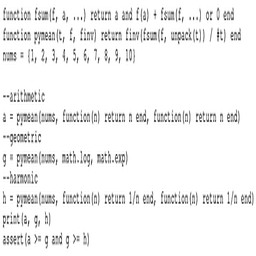 function fsum(f, a, ...) return a and f(a) + fsum(f, ...) or 0 end
function pymean(t, f, finv) return finv(fsum(f, unpack(t)) / #t) end
nums = {1, 2, 3, 4, 5, 6, 7, 8, 9, 10}
--arithmetic
a = pymean(nums, function(n) return n end, function(n) return n end)
--geometric
g = pymean(nums, math.log, math.exp)
--harmonic
h = pymean(nums, function(n) return 1/n end, function(n) return 1/n end)
print(a, g, h)
assert(a >= g and g >= h)